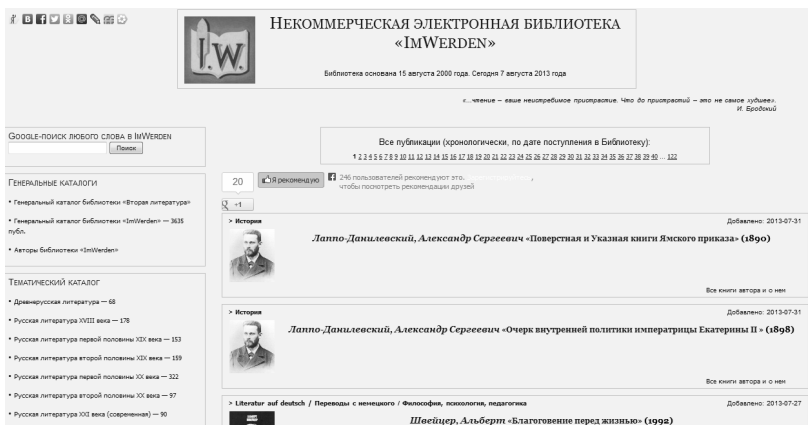 Некоммерческая электронная библиотека
«ImWerden»
I.W.
Библиотека основана 15 августа 2000 года. Сегодня 7 августа 2013 года
«...чтение – ваше неистребимое пристрастие. Что до пристрастий – это не самое худшее».
И. Бродский
Google-поиск любого слова в ImWerden
Поиск
Генеральные каталоги
• Генеральный каталог библиотеки «Вторая литература»
• Генеральный каталог библиотеки «ImWerden» — 3635
публ.
• Авторы библиотеки «ImWerden»
Тематический каталог
• Древнерусская литература — 68
• Русская литература XVIII века — 178
• Русская литература первой половины XIX века — 153
• Русская литература второй половины XIX века — 159
• Русская литература первой половины XX века — 322
• Русская литература второй половины XX века — 97
• Русская литература XXI века (современная) — 90
Все публикации (хронологически, по дате поступления в Библиотеку):
1 2 3 4 5 6 7 8 9 10 11 12 13 14 15 16 17 18 19 20 21 22 23 24 25 26 27 28 29 30 31 32 33 34 35 36 37 38 39 40 ... 122
20
Я рекомендую
246 пользователей рекомендуют это.
чтобы посмотреть рекомендации друзей
+1
> История
Добавлено: 2013-07-31
Лаппо-Данилевский, Александр Сергеевич «Поверстная и Указная книги Ямского приказа» (1890)
Все книги автора и о нем
> История
Добавлено: 2013-07-31
Лаппо-Данилевский, Александр Сергеевич «Очерк внутренней политики императрицы Екатерины II » (1898)
Все книги автора и о нем
> Literatur auf deutsch / Переводы с немецкого / Философия, психология, педагогика
Добавлено: 2013-07-27
Швейцер, Альберт «Благоговение перед жизнью» (1992)